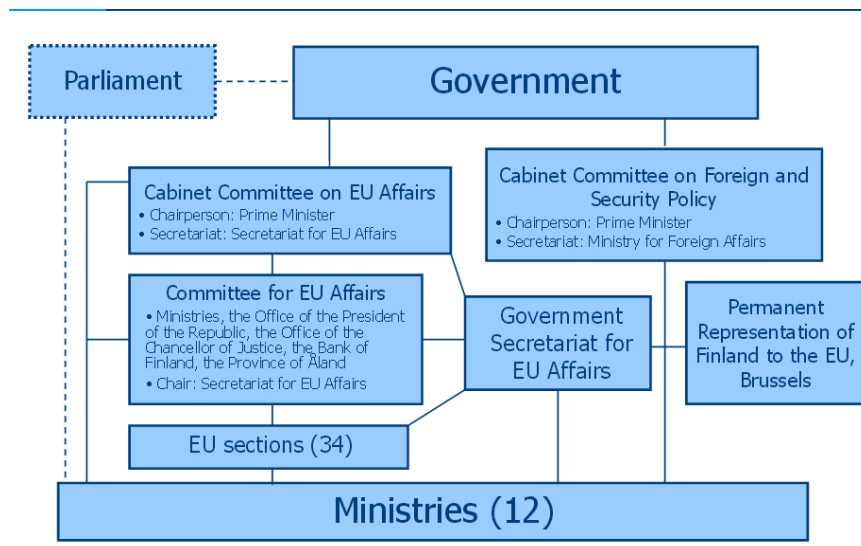 Parliament
Government
Cabinet Committee on EU Affairs
• Chairperson: Prime Minister
• Secretariat: Secretariat for EU Affairs
Cabinet Committee on Foreign and
Security Policy
• Chairperson: Prime Minister
• Secretariat: Ministry for Foreign Affairs
Committee for EU Affairs
• Ministries, the Office of the President
of the Republic, the Office of the
Chancellor of Justice, the Bank of
Finland, the Province of Åland
• Chair: Secretariat for EU Affairs
Government
Secretariat for
EU Affairs
Permanent
Representation of
Finland to the EU,
Brussels
EU sections (34)
Ministries (12)